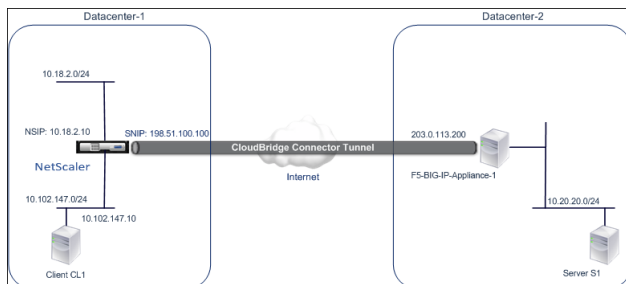 Datacenter-1
Datacenter-2
10.18.2.0/24
NSIP: 10.18.2.10
SNIP: 198.51.100.100
CloudBridge Connector Tunnel
203.0.113.200
NetScaler
Internet
F5-BIG-IP-Appliance-1
10.102.147.0/24
10.102.147.10
10.20.20.0/24
Client CL1
Server S1